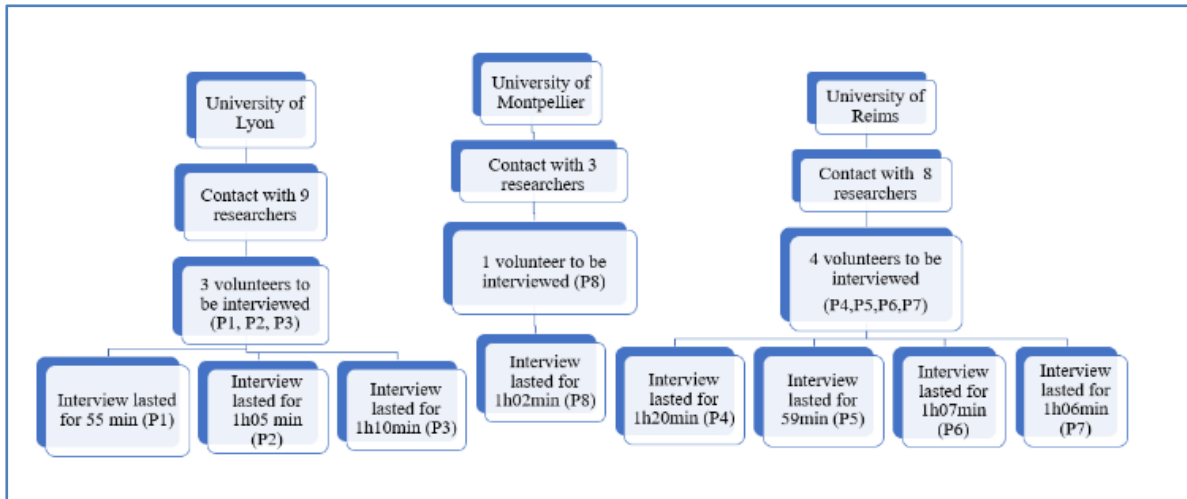 University of
Lyon
Contact with 9
researchers
3 volunteers to
be interviewed
(P1, P2, P3)
Interview lasted
for 55 min (P1)
Interview
lasted for
1h05 min
(P2)
Interview
lasted for
1h10min (P3)
University of
Montpellier
Contact with 3
researchers
1 volunteer to be
interviewed (P8)
Interview
lasted for
1h02min (P8)
University of
Reims
Contact with 8
researchers
4 volunteers to be
interviewed
(P4,P5,P6,P7)
Interview
lasted for
1h20min (P4)
Interview
lasted for
59min (P5)
Interview
lasted for
1h07min
(P6)
Interview
lasted for
1h06min
(P7)